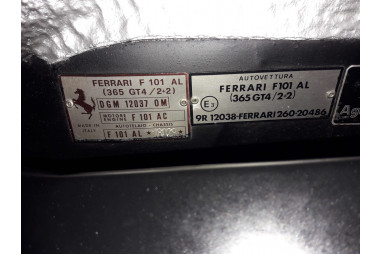 FERRARI F 101 AL
(365 GT4/2+2)
DGM 12037 OM
MOTORE
ENGINE F 101 AC
AUTOTELAIO - CHASSIS
MADE IN
ITALY
F 101 AL
AUTOVETTURA
FERRARI F101 AL
(365 GT4/2+2)
E3
9R 12038-FERRARI 260-20486